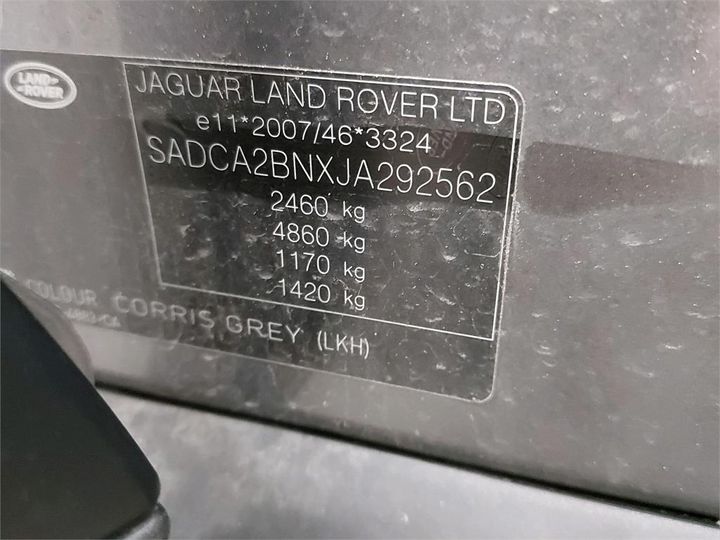 LAND-
-ROVER
JAGUAR LAND ROVER LTD
e11*2007/46*3324
SADCA2BNXJA292562
2460 kg
4860 kg
1170 kg
1420 kg
COLOUR CORRIS GREY (LKH)